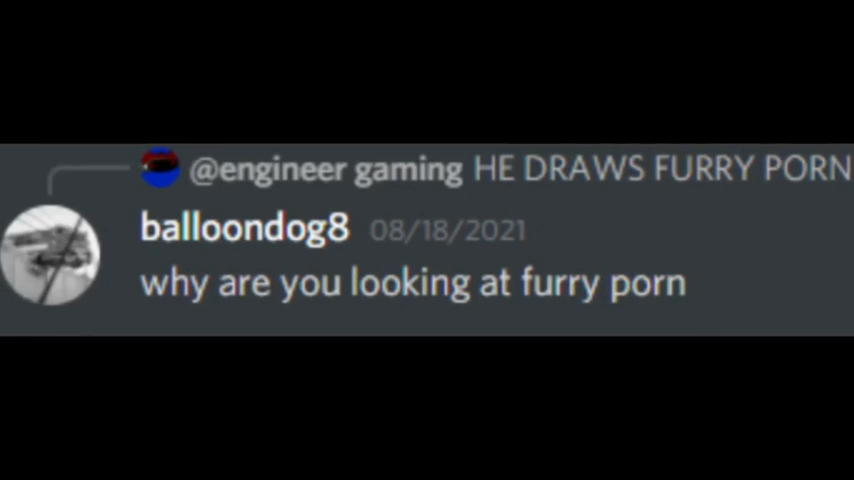 @engineer gaming HE DRAWS FURRY PORN
balloondog8 08/18/2021
why are you looking at furry porn